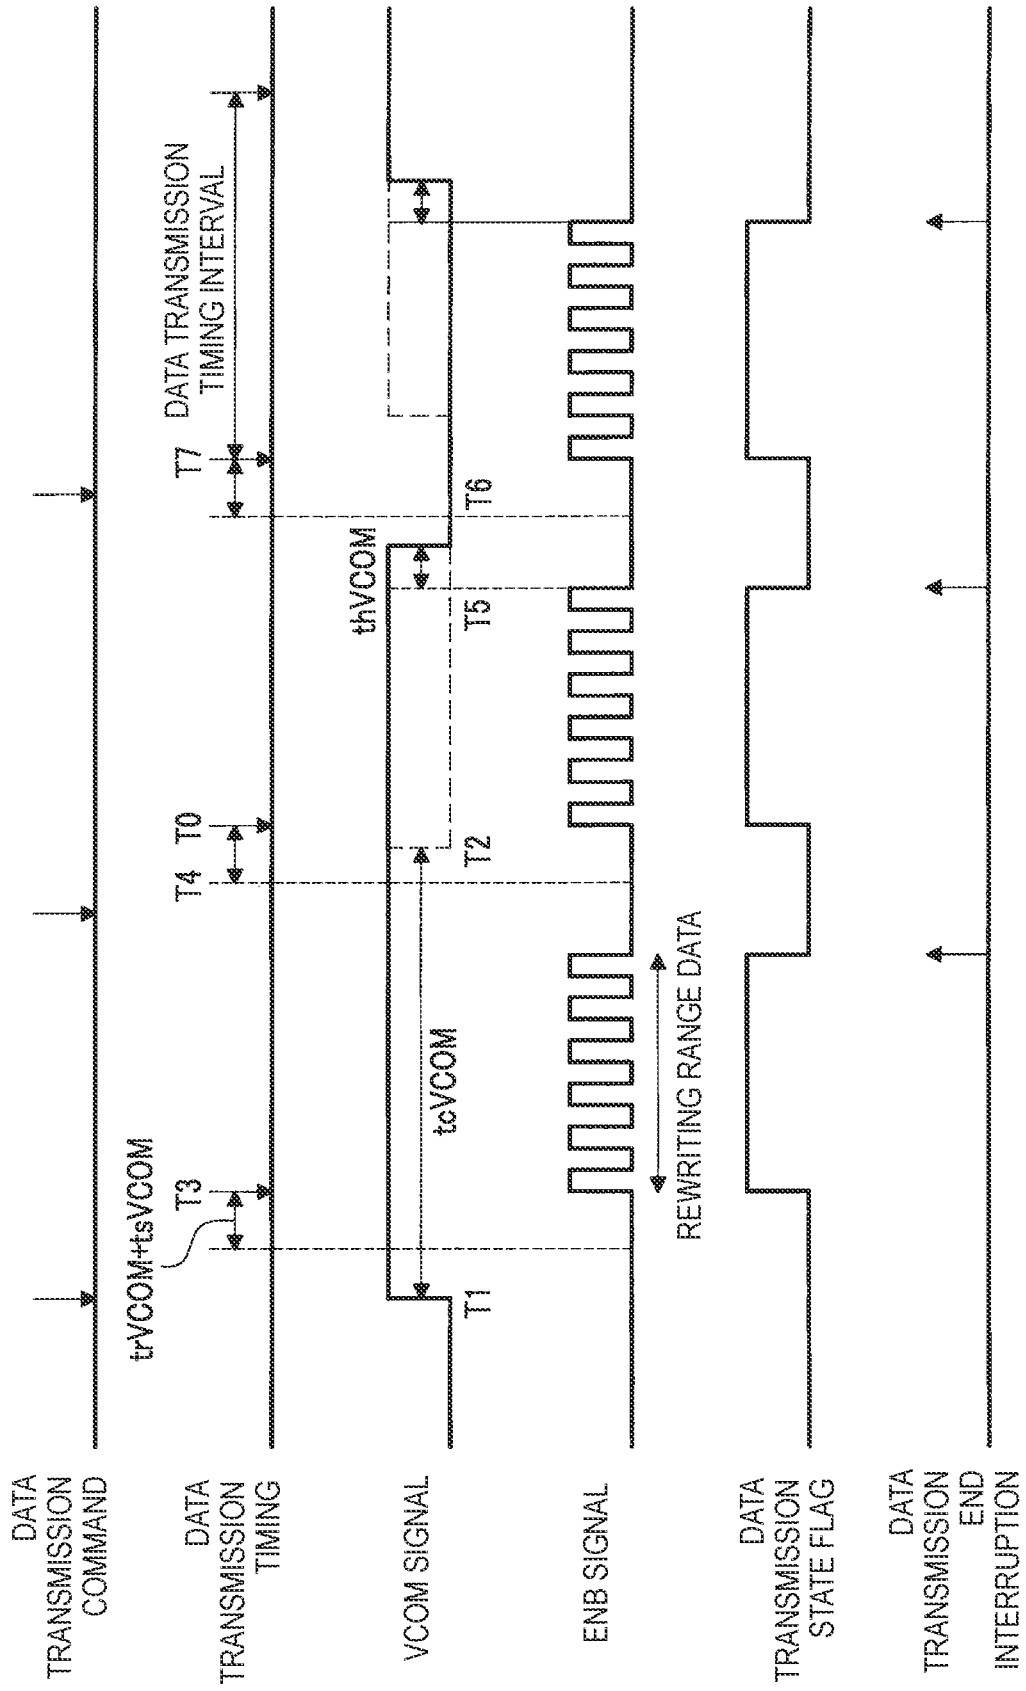 DATA
TRANSMISSION
COMMAND
trVCOM+tsVCOM
DATA
TRANSMISSION
TIMING
T3
T4
T0
T7
DATA TRANSMISSION
TIMING INTERVAL
VCOM SIGNAL
T1
tcVCOM
T2
thVCOM
T5
T6
ENB SIGNAL
REWRITING RANGE DATA
DATA
TRANSMISSION
STATE FLAG
DATA
TRANSMISSION
END
INTERRUPTION